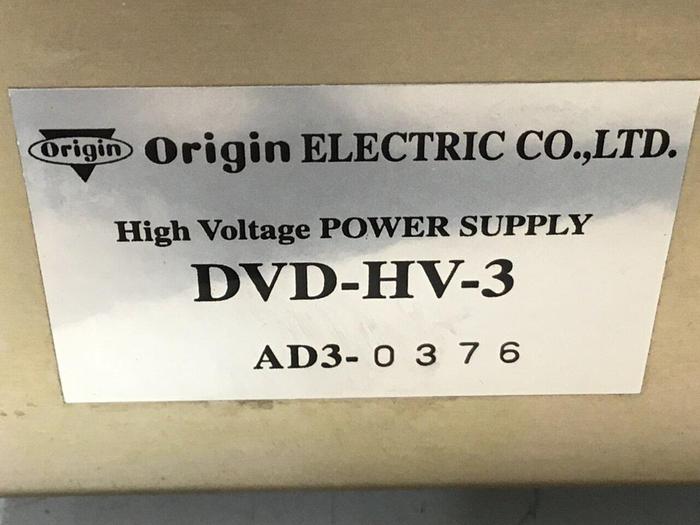 Origin Origin ELECTRIC CO.,LTD.
High Voltage POWER SUPPLY
DVD-HV-3
AD3-0376